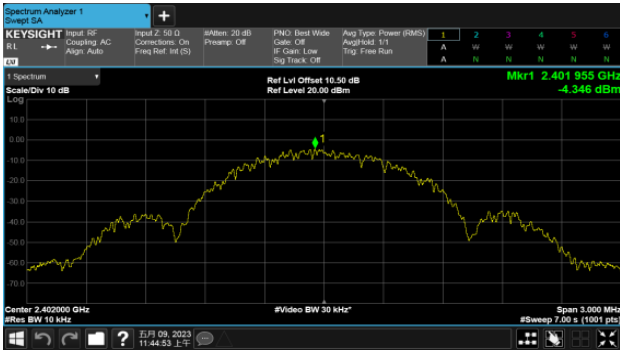 Spectrum Analyzer 1
Swept SA
KEYSIGHT
RL
Input: RF
Coupling: AC
Align: Auto
Input Z: 50 Ω
Corrections: On
Freq Ref: Int (S)
#Atten: 20 dB
Preamp: Off
PNO: Best Wide
Gate: Off
IF Gain: Low
Sig Track: Off
Avg Type: Power (RMS)
Avg|Hold: 1/1
Trig: Free Run
1 2 3 4 5 6
A W W W W W
A N N N N N
1 Spectrum
Scale/Div 10 dB
Ref Lvl Offset 10.50 dB
Ref Level 20.00 dBm
Mkr1 2.401 955 GHz
-4.346 dBm
Log
10.0
0.00
-10.0
-20.0
-30.0
-40.0
-50.0
-60.0
-70.0
1
Center 2.402000 GHz
#Res BW 10 kHz
#Video BW 30 kHz*
Span 3.000 MHz
#Sweep 7.00 s (1001 pts)
?
五月 09, 2023
11:44:53 上午